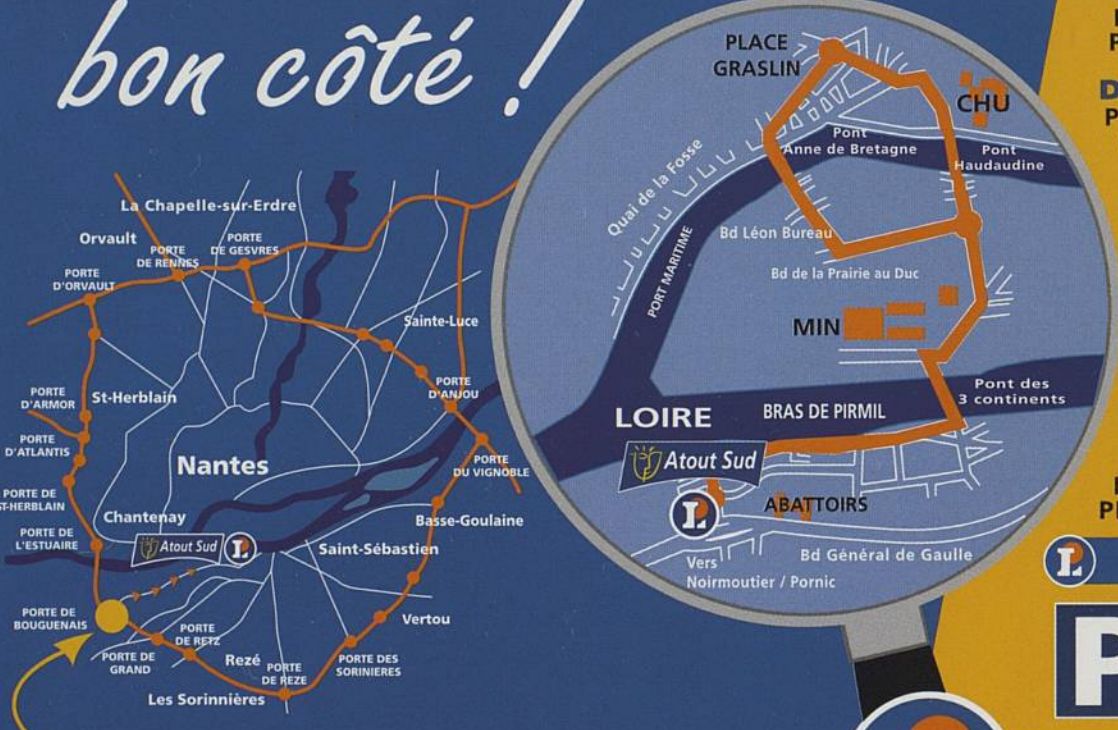 bon côté !
La Chapelle-sur-Erdre
Orvault
PORTE
DE RENNES
PORTE
DE GESVRES
PORTE
D'ORVAULT
Sainte-Luce
PORTE
D'ARMOR
St-Herblain
PORTE
D'ANJOU
PORTE
D'ATLANTIS
Nantes
PORTE
DU VIGNOBLE
PORTE DE
ST-HERBLAIN
Chantenay
Basse-Goulaine
PORTE DE
L'ESTUAIRE
Atout Sud
L
Saint-Sébastien
PORTE DE
BOUGUENAIS
Vertou
PORTE
DE RETZ
PORTE DE
GRAND
Rezé
PORTE
DE REZE
PORTE DES
SORINIERES
Les Sorinnières
PLACE
GRASLIN
CHU
Pont
Anne de Bretagne
Pont
Haudaudine
Quai de la Fosse
Bd Léon Bureau
PORT MARITIME
Bd de la Prairie au Duc
MIN
Pont des
3 continents
LOIRE
BRAS DE PIRMIL
Atout Sud
L
ABATTOIRS
Bd Général de Gaulle
Vers
Noirmoutier / Pornic
L
P